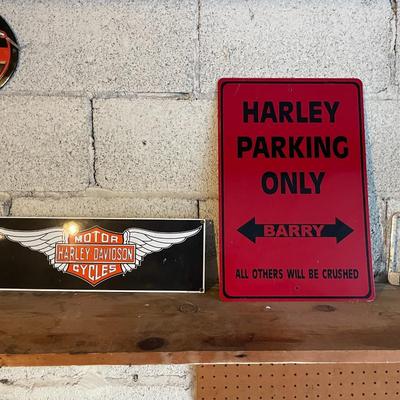 MOTOR
HARLEY-DAVIDSON
CYCLES
HARLEY
PARKING
ONLY
BARRY
ALL OTHERS WILL BE CRUSHED